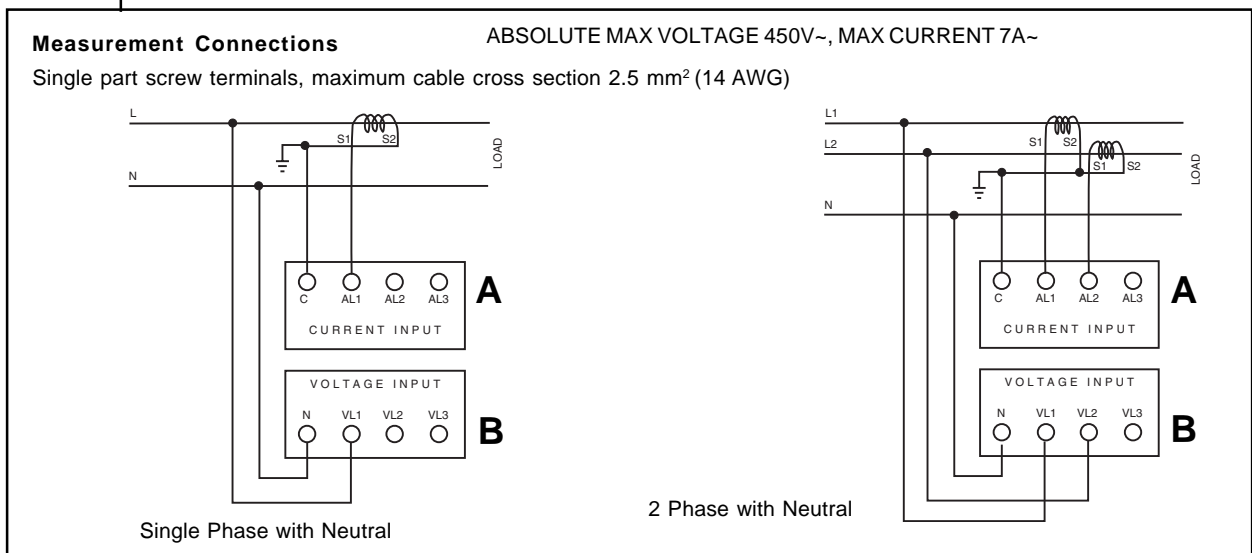 Measurement Connections
ABSOLUTE MAX VOLTAGE 450V~, MAX CURRENT 7A~
Single part screw terminals, maximum cable cross section 2.5 mm² (14 AWG)
L
S1 S2
LOAD
N
C AL1 AL2 AL3
CURRENT INPUT
A
VOLTAGE INPUT
N VL1 VL2 VL3
B
Single Phase with Neutral
L1
S1 S2
L2
S1 S2
LOAD
N
C AL1 AL2 AL3
CURRENT INPUT
A
VOLTAGE INPUT
N VL1 VL2 VL3
B
2 Phase with Neutral